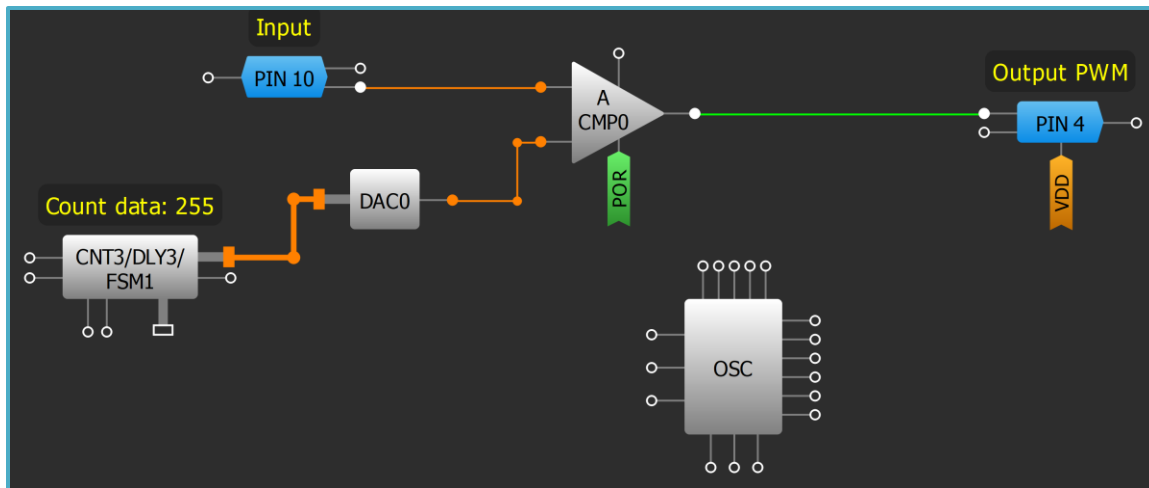 Input
PIN 10
A
CMP0
POR
Output PWM
PIN 4
VDD
DAC0
Count data: 255
CNT3/DLY3/
FSM1
OSC